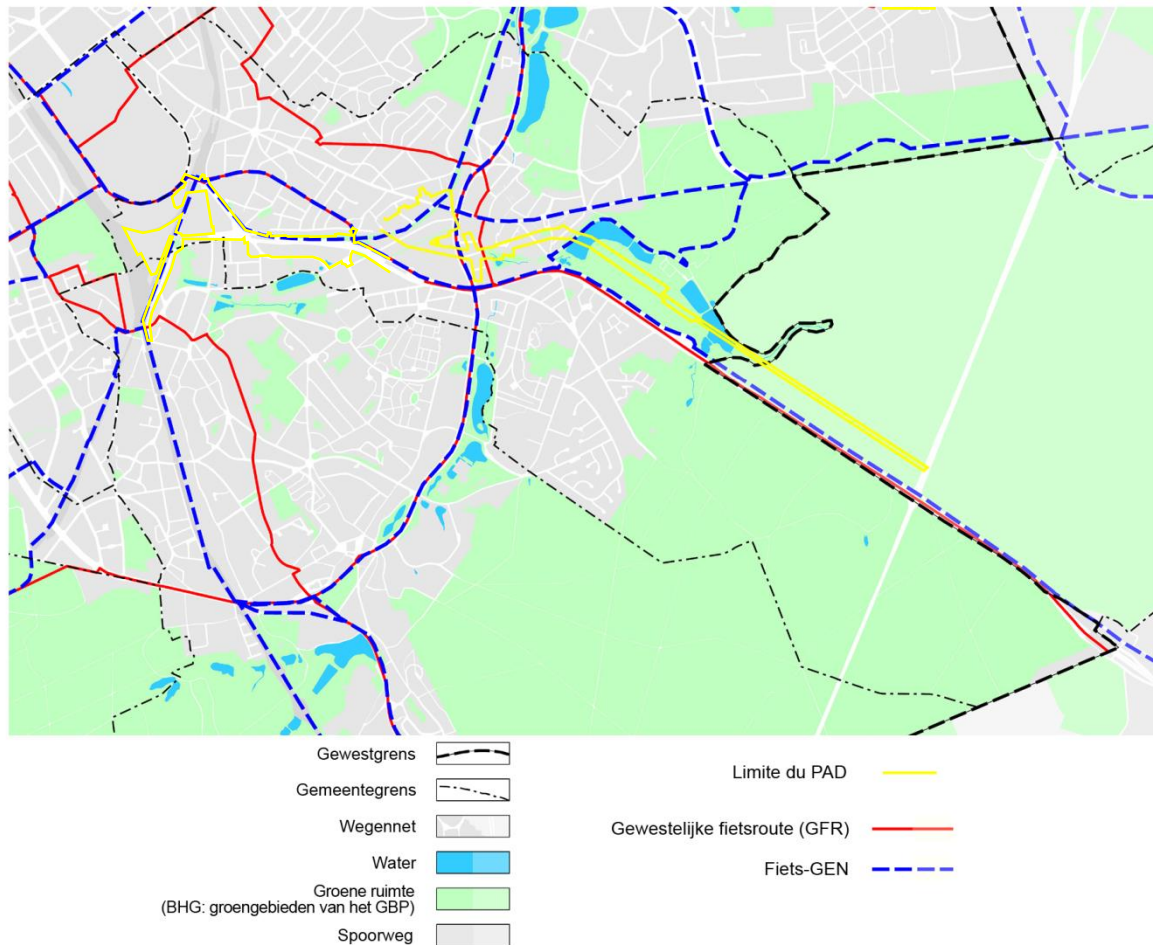 Gewestgrens
Gemeentegrens
Wegennet
Water
Groene ruimte
(BHG: groengebieden van het GBP)
Spoorweg
Limite du PAD
Gewestelijke fietsroute (GFR)
Fiets-GEN